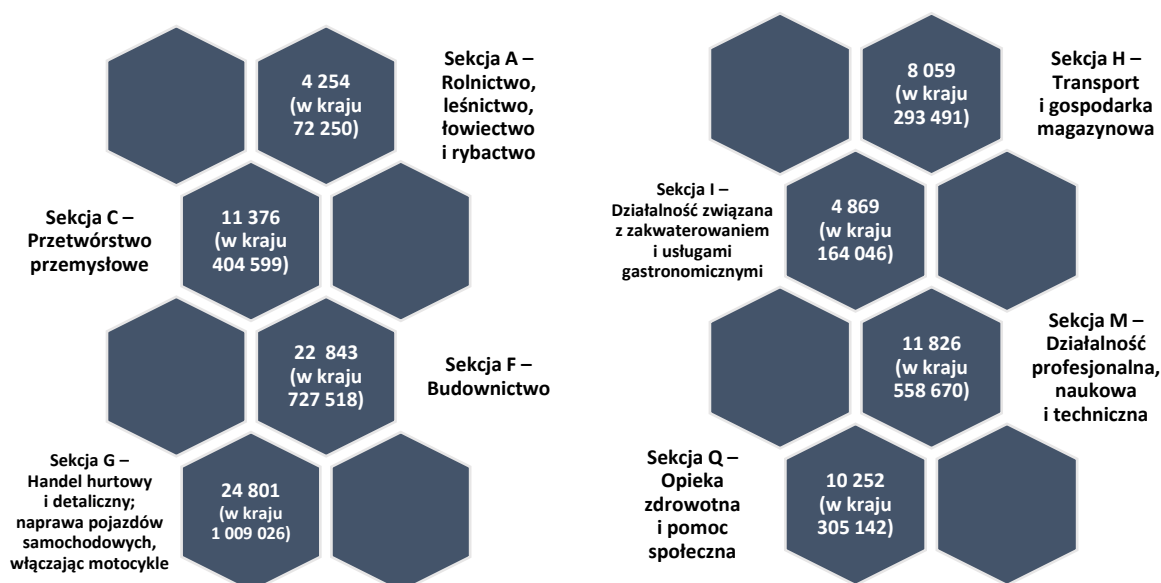 4 254
(w kraju
72 250)
Sekcja A –
Rolnictwo,
leśnictwo,
łowiectwo
i rybactwo
Sekcja C –
Przetwórstwo
przemysłowe
11 376
(w kraju
404 599)
22 843
(w kraju
727 518)
Sekcja F –
Budownictwo
Sekcja G –
Handel hurtowy
i detaliczny;
naprawa pojazdów
samochodowych,
włączając motocykle
24 801
(w kraju
1 009 026)
8 059
(w kraju
293 491)
Sekcja H –
Transport
i gospodarka
magazynowa
Sekcja I –
Działalność związana
z zakwaterowaniem
i usługami
gastronomicznymi
4 869
(w kraju
164 046)
11 826
(w kraju
558 670)
Sekcja M –
Działalność
profesjonalna,
naukowa
i techniczna
Sekcja Q –
Opieka
zdrowotna
i pomoc
społeczna
10 252
(w kraju
305 142)